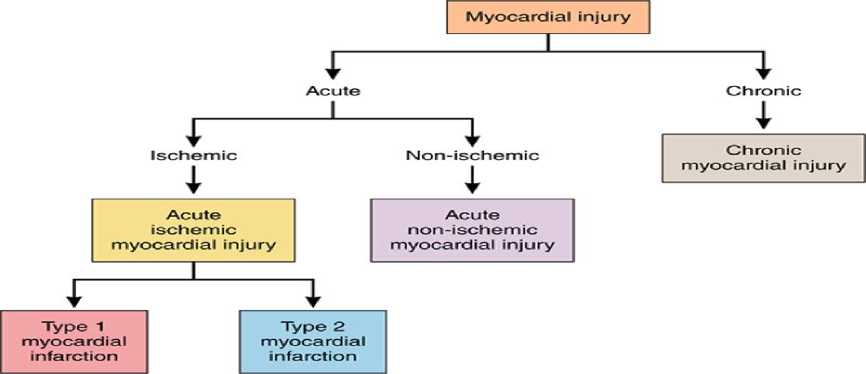 Myocardial injury
Acute
Chronic
Ischemic
Non-ischemic
Chronic
myocardial injury
Acute
ischemic
myocardial injury
Acute
non-ischemic
myocardial injury
Type 1
myocardial
infarction
Type 2
myocardial
infarction